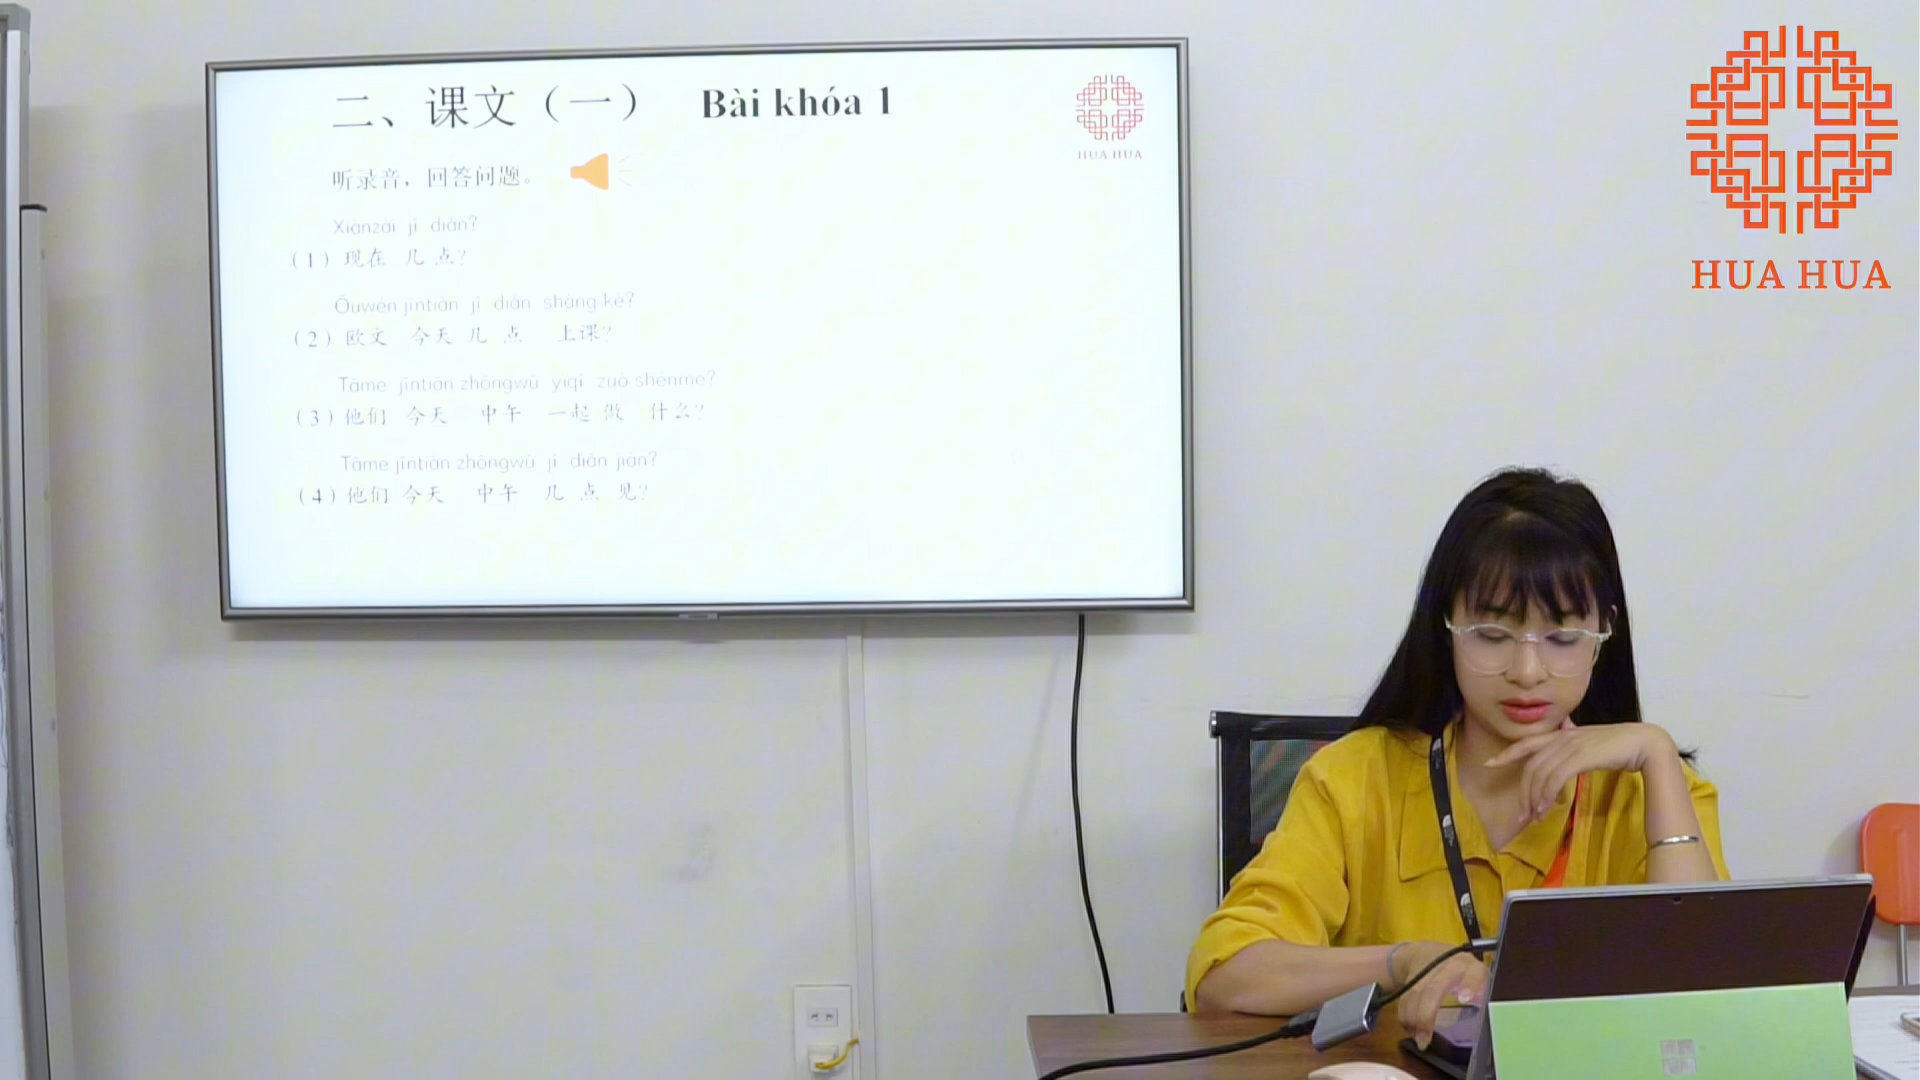 二、课文（一） Bài khóa 1
HUA HUA
听录音，回答问题。
Xiànzài jǐ diǎn?
（1）现在 几 点？
Ōuwén jīntiān jǐ diǎn shàng kè?
（2）欧文 今天 几 点 上课？
Tāme jīntiān zhōngwǔ yìqǐ zuò shénme?
（3）他们 今天 中午 一起 做 什么？
Tāme jīntiān zhōngwǔ jǐ diǎn jiàn?
（4）他们 今天 中午 几 点 见？
HUA HUA